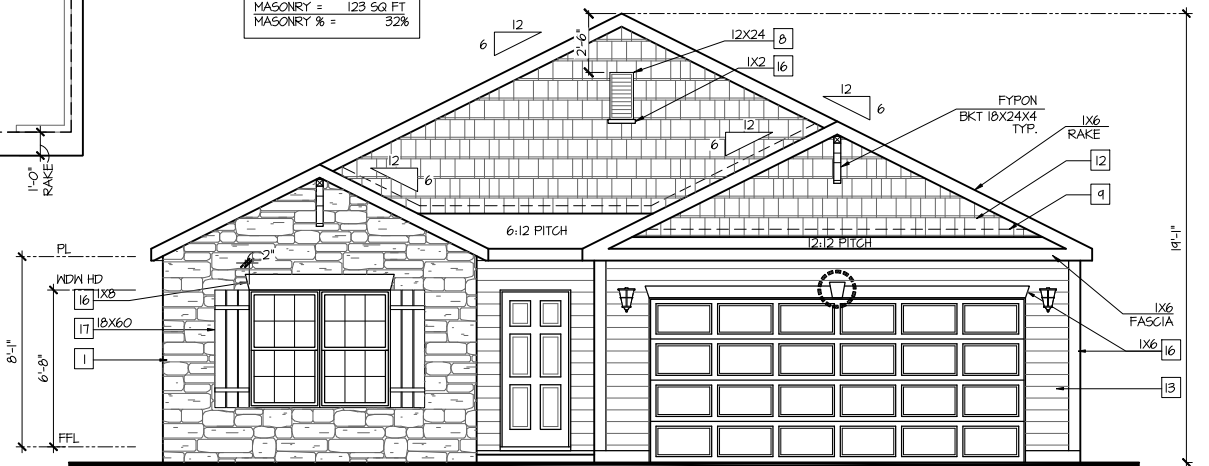 MASONRY = 123 SQ FT
MASONRY % = 32%
12
6
2'-6"
12X24 8
1X2 16
12
6
FYPON
BKT 18X24X4
TYP.
1X6
RAKE
12
9
12
6
12
6
1'-0"
RAKE
6:12 PITCH
12:12 PITCH
19'-1"
PL
2"
WDW HD
16 1X8
17 18X60
1
8'-1"
6'-8"
FFL
1X6
FASCIA
1X6 16
13